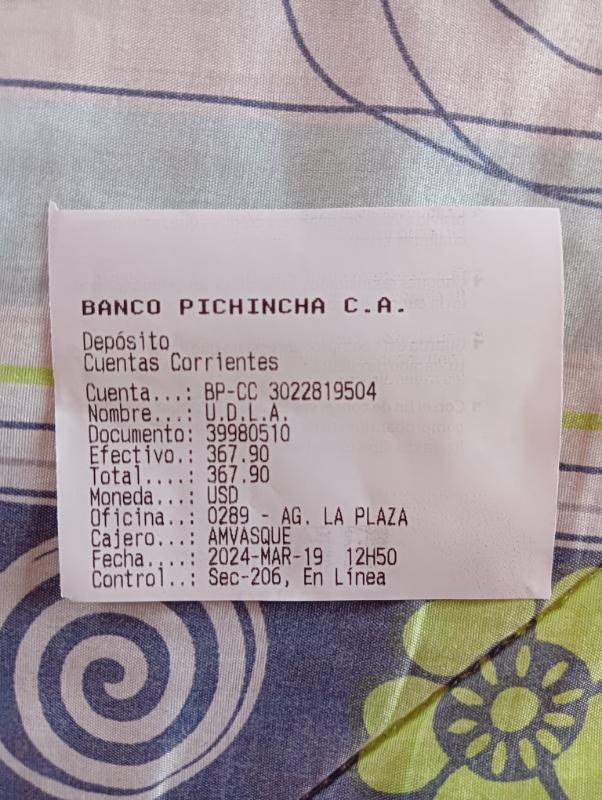 BANCO PICHINCHA C.A.
Depósito
Cuentas Corrientes
Cuenta...: BP-CC 3022819504
Nombre...: U.D.L.A.
Documento: 39980510
Efectivo.: 367.90
Total....: 367.90
Moneda...: USD
Oficina..: 0289 - AG. LA PLAZA
Cajero...: AMVASQUE
Fecha....: 2024-MAR-19 12H50
Control..: Sec-206, En Línea